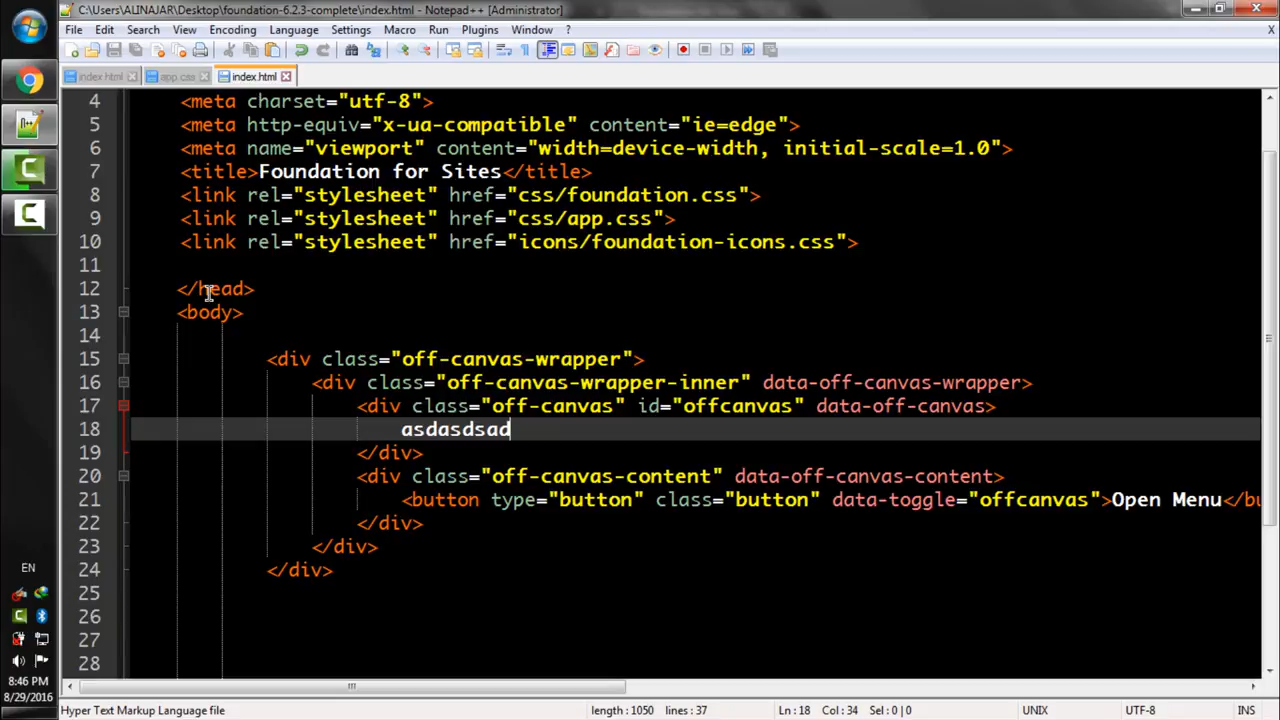 C:\Users\ALINAJAR\Desktop\foundation-6.2.3-complete\index.html - Notepad++ [Administrator]
File Edit Search View Encoding Language Settings Macro Run Plugins Window ? X
index.html app.css index.html
4 <meta charset="utf-8">
5 <meta http-equiv="x-ua-compatible" content="ie=edge">
6 <meta name="viewport" content="width=device-width, initial-scale=1.0">
7 <title>Foundation for Sites</title>
8 <link rel="stylesheet" href="css/foundation.css">
9 <link rel="stylesheet" href="css/app.css">
10 <link rel="stylesheet" href="icons/foundation-icons.css">
11
12 </head>
13 <body>
14
15 <div class="off-canvas-wrapper">
16 <div class="off-canvas-wrapper-inner" data-off-canvas-wrapper>
17 <div class="off-canvas" id="offcanvas" data-off-canvas>
18 asdasdsad
19 </div>
20 <div class="off-canvas-content" data-off-canvas-content>
21 <button type="button" class="button" data-toggle="offcanvas">Open Menu</bu
22 </div>
23 </div>
24 </div>
25
26
27
28
EN
8:46 PM
8/29/2016
Hyper Text Markup Language file length : 1050 lines : 37 Ln : 18 Col : 34 Sel : 0 | 0 UNIX UTF-8 INS